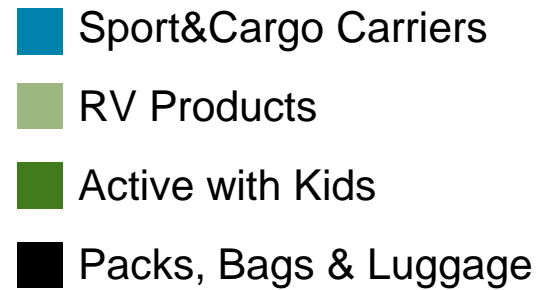 Sport&Cargo Carriers
RV Products
Active with Kids
Packs, Bags & Luggage